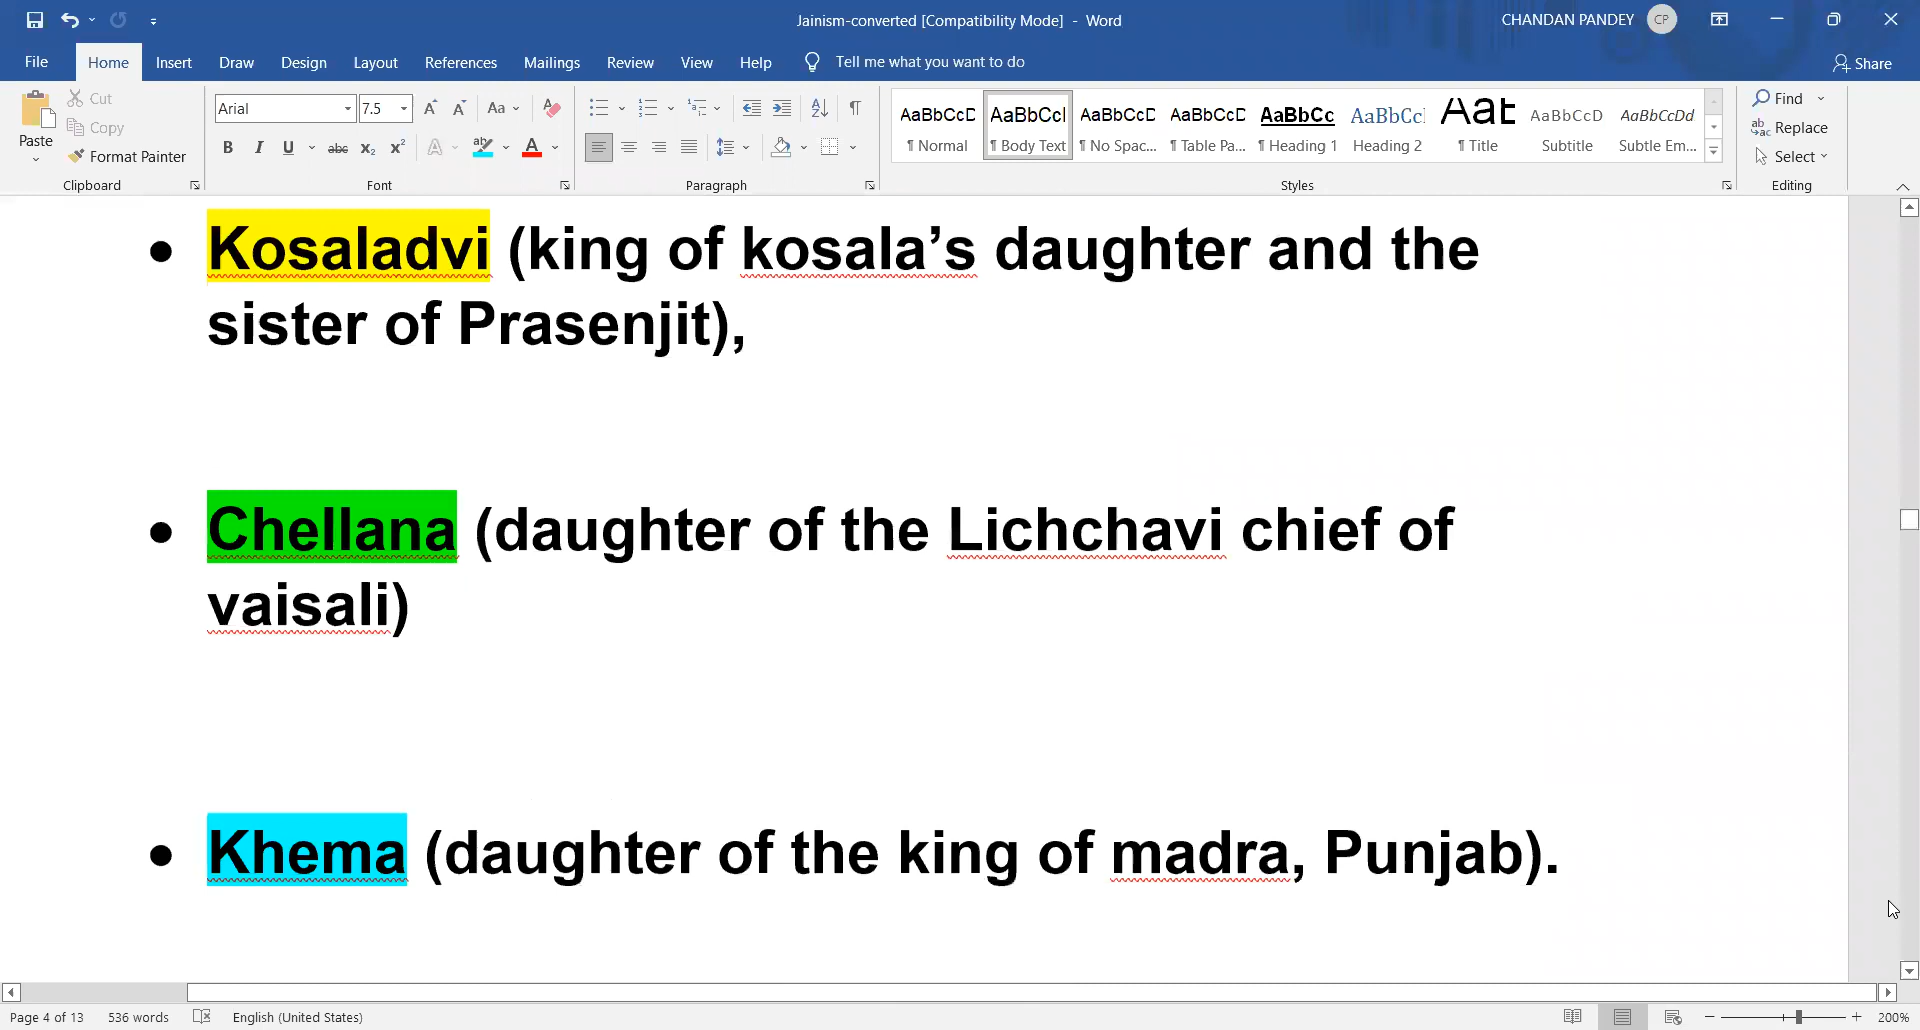 Jainism-converted [Compatibility Mode] - Word
CHANDAN PANDEY CP
File Home Insert Draw Design Layout References Mailings Review View Help Tell me what you want to do Share
Paste Cut Copy Format Painter
Clipboard
Arial 7.5
Font
Paragraph
AaBbCcD AaBbCcI AaBbCcD AaBbCcD AaBbCc AaBbCc AaB AaBbCcD AaBbCcDd
¶ Normal ¶ Body Text ¶ No Spac... ¶ Table Pa... ¶ Heading 1 Heading 2 ¶ Title Subtitle Subtle Em...
Styles
Find
Replace
Select
Editing
• Kosaladvi (king of kosala’s daughter and the
sister of Prasenjit),
• Chellana (daughter of the Lichchavi chief of
vaisali)
• Khema (daughter of the king of madra, Punjab).
Page 4 of 13 536 words English (United States) 200%